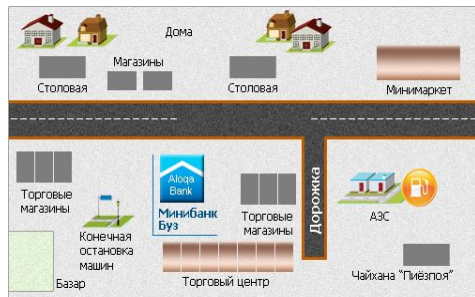 Дома
Магазины
Столовая
Столовая
Минимаркет
Aloqa
Bank
Минибанк
Буз
Торговые
магазины
Торговые
магазины
Дорожка
АЗС
Конечная
остановка
машин
Базар
Торговый центр
Чайхана "Пиёзпоя"